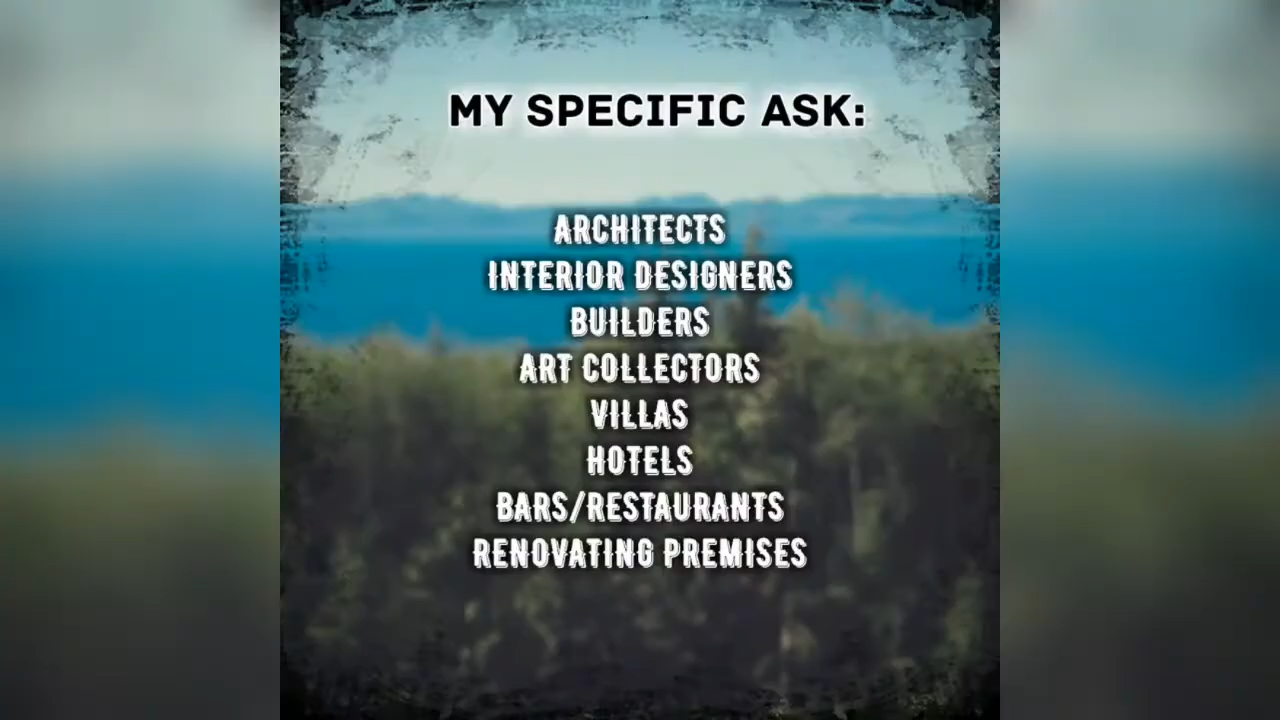 MY SPECIFIC ASK:
ARCHITECTS
INTERIOR DESIGNERS
BUILDERS
ART COLLECTORS
VILLAS
HOTELS
BARS/RESTAURANTS
RENOVATING PREMISES